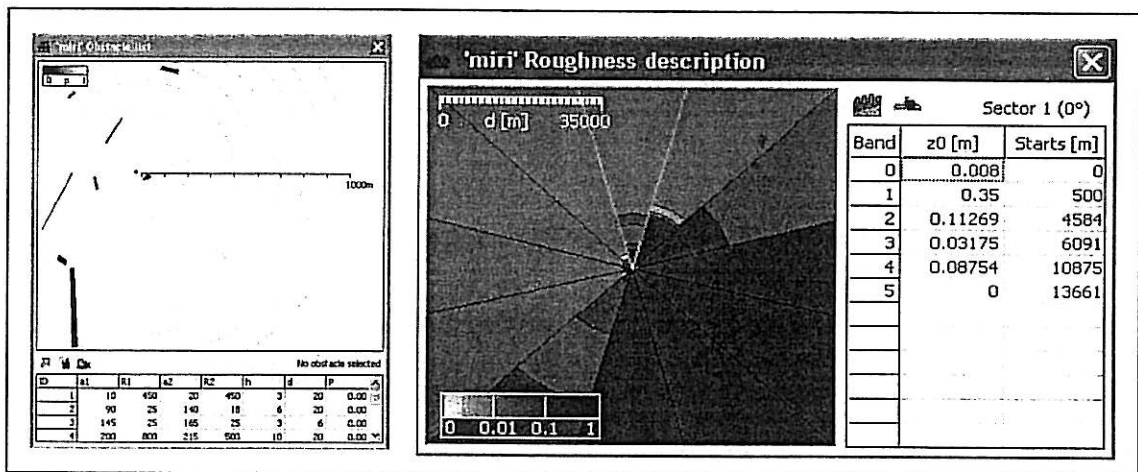 'miri' Obstacle list
0 p 1
1000m
No obstacle selected
ID a1 R1 a2 R2 h d P
1 10 450 20 450 3 20 0.00
2 90 25 140 18 6 20 0.00
3 145 25 165 25 3 6 0.00
4 200 800 215 503 10 20 0.00
'miri' Roughness description
0 d [m] 35000
0 0.01 0.1 1
Sector 1 (0°)
Band z0 [m] Starts [m]
0 0.008 0
1 0.35 500
2 0.11269 4584
3 0.03175 6091
4 0.08754 10875
5 0 13661